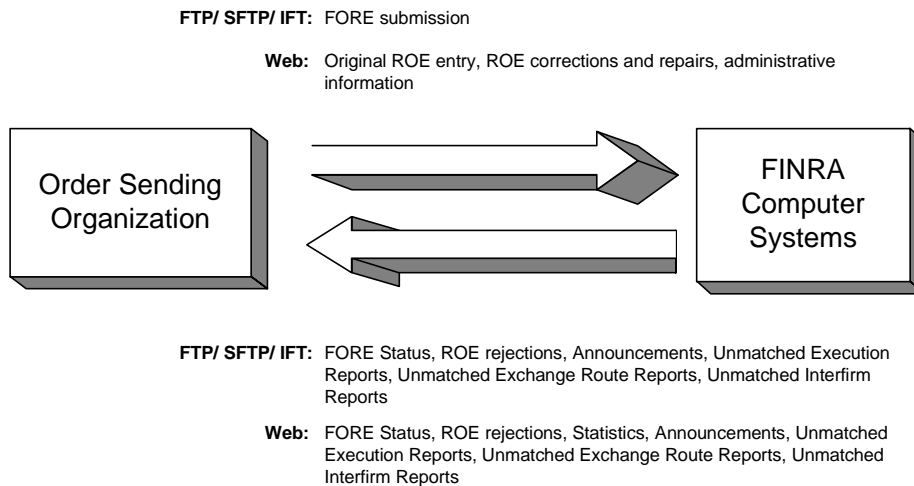 FTP/ SFTP/ IFT: FORE submission
Web: Original ROE entry, ROE corrections and repairs, administrative
information
Order Sending
Organization
FINRA
Computer
Systems
FTP/ SFTP/ IFT: FORE Status, ROE rejections, Announcements, Unmatched Execution
Reports, Unmatched Exchange Route Reports, Unmatched Interfirm
Reports
Web: FORE Status, ROE rejections, Statistics, Announcements, Unmatched
Execution Reports, Unmatched Exchange Route Reports, Unmatched
Interfirm Reports